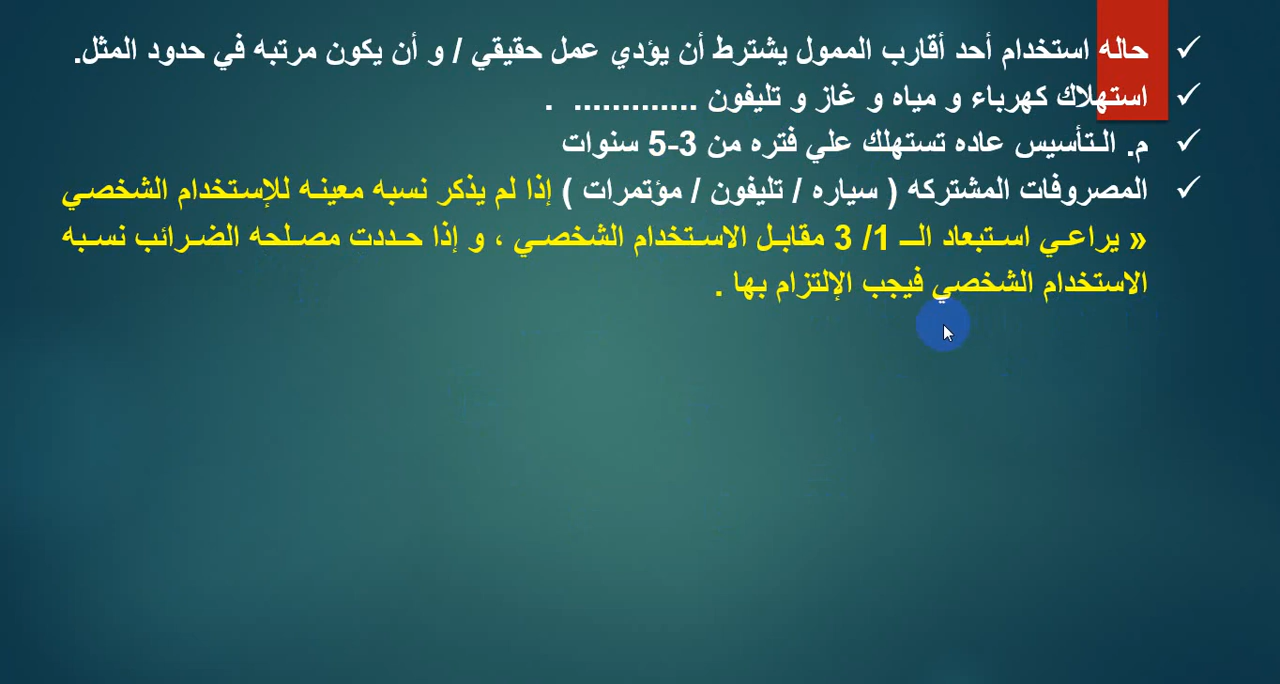 ✓ حاله استخدام أحد أقارب الممول يشترط أن يؤدي عمل حقيقي / و أن يكون مرتبه في حدود المثل.
✓ استهلاك كهرباء و مياه و غاز و تليفون ............. .
✓ م. التأسيس عاده تستهلك علي فتره من 3-5 سنوات
✓ المصروفات المشتركه ( سياره / تليفون / مؤتمرات ) إذا لم يذكر نسبه معينه للإستخدام الشخصي
« يراعي استبعاد الـ 1/ 3 مقابل الاستخدام الشخصي ، و إذا حددت مصلحه الضرائب نسبه
الاستخدام الشخصي فيجب الإلتزام بها .